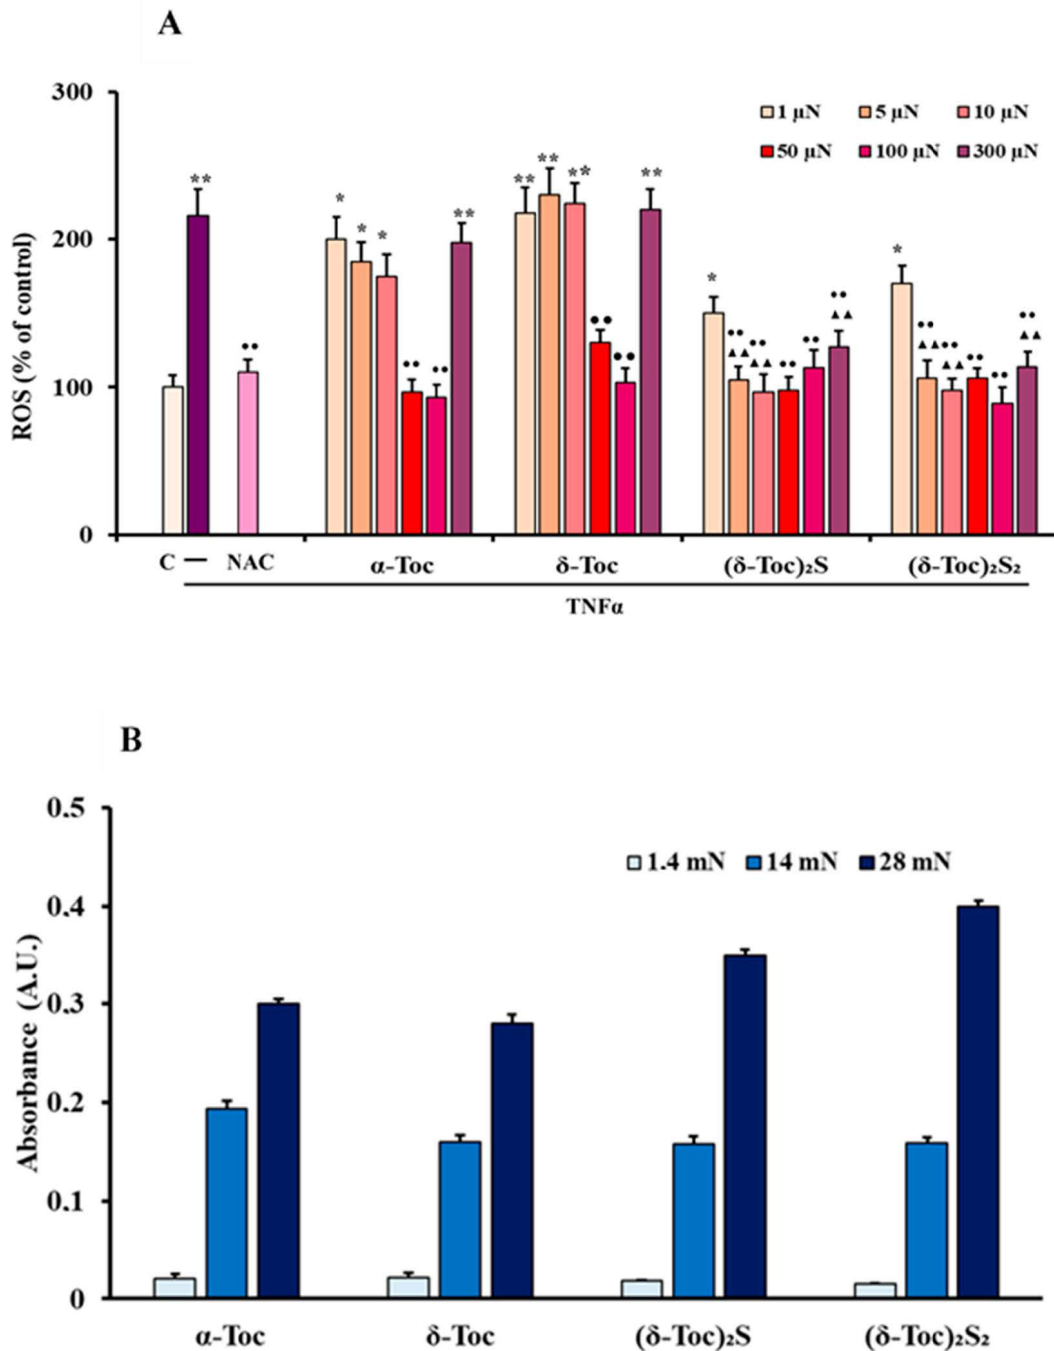 A
300
200
100
0
ROS (% of control)
1 µN 5 µN 10 µN
50 µN 100 µN 300 µN
** * * * •• •• ** ** ** ** •• •• ** * •• ▲▲ •• ▲▲ •• •• •• ▲▲ * •• ▲▲ •• ▲▲ •• •• •• ▲▲
••
C — NAC α-Toc δ-Toc (δ-Toc)₂S (δ-Toc)₂S₂
TNFα
B
0.5
0.4
0.3
0.2
0.1
0
Absorbance (A.U.)
1.4 mN 14 mN 28 mN
α-Toc δ-Toc (δ-Toc)₂S (δ-Toc)₂S₂